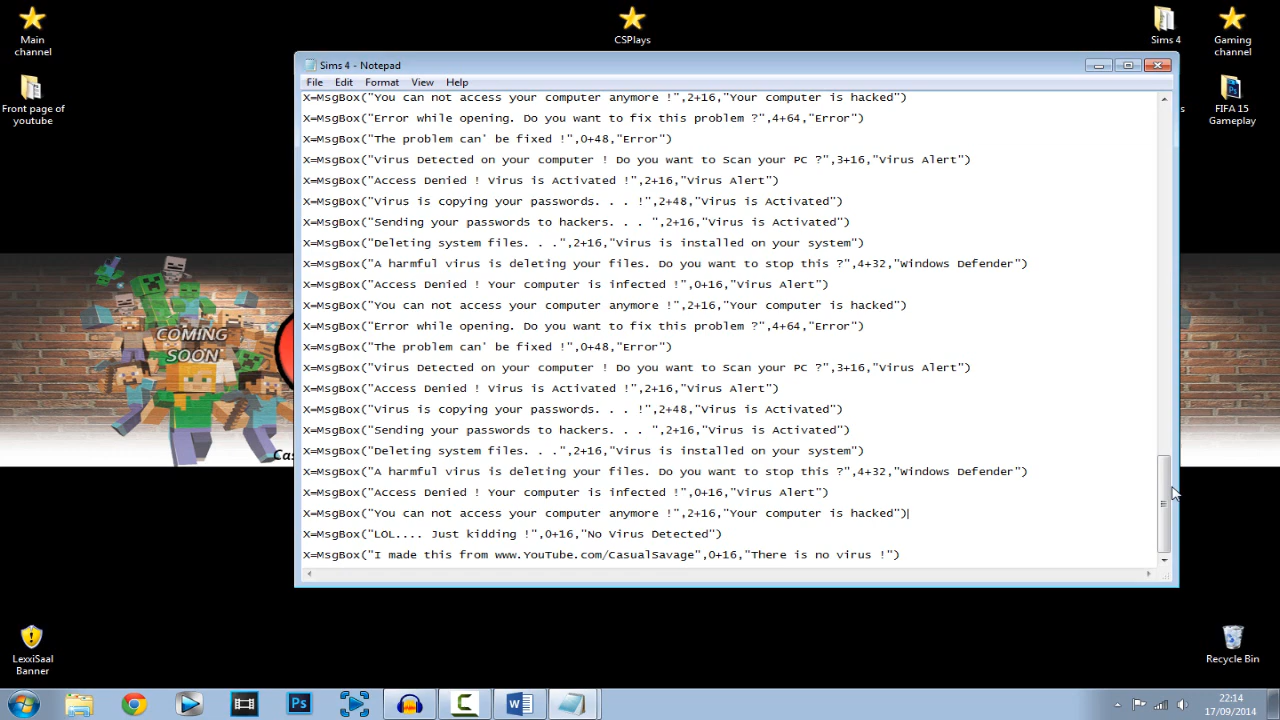 Main
channel
CSPlays
Sims 4
Gaming
channel
Front page of
youtube
FIFA 15
Gameplay
Sims 4 - Notepad
File Edit Format View Help
X=MsgBox("You can not access your computer anymore !",2+16,"Your computer is hacked")
X=MsgBox("Error while opening. Do you want to fix this problem ?",4+64,"Error")
X=MsgBox("The problem can' be fixed !",0+48,"Error")
X=MsgBox("Virus Detected on your computer ! Do you want to Scan your PC ?",3+16,"Virus Alert")
X=MsgBox("Access Denied ! Virus is Activated !",2+16,"Virus Alert")
X=MsgBox("Virus is copying your passwords. . . !",2+48,"Virus is Activated")
X=MsgBox("Sending your passwords to hackers. . . ",2+16,"Virus is Activated")
X=MsgBox("Deleting system files. . .",2+16,"Virus is installed on your system")
X=MsgBox("A harmful virus is deleting your files. Do you want to stop this ?",4+32,"Windows Defender")
X=MsgBox("Access Denied ! Your computer is infected !",0+16,"Virus Alert")
X=MsgBox("You can not access your computer anymore !",2+16,"Your computer is hacked")
X=MsgBox("Error while opening. Do you want to fix this problem ?",4+64,"Error")
X=MsgBox("The problem can' be fixed !",0+48,"Error")
X=MsgBox("Virus Detected on your computer ! Do you want to Scan your PC ?",3+16,"Virus Alert")
X=MsgBox("Access Denied ! Virus is Activated !",2+16,"Virus Alert")
X=MsgBox("Virus is copying your passwords. . . !",2+48,"Virus is Activated")
X=MsgBox("Sending your passwords to hackers. . . ",2+16,"Virus is Activated")
X=MsgBox("Deleting system files. . .",2+16,"Virus is installed on your system")
X=MsgBox("A harmful virus is deleting your files. Do you want to stop this ?",4+32,"Windows Defender")
X=MsgBox("Access Denied ! Your computer is infected !",0+16,"Virus Alert")
X=MsgBox("You can not access your computer anymore !",2+16,"Your computer is hacked")
X=MsgBox("LOL.... Just kidding !",0+16,"No Virus Detected")
X=MsgBox("I made this from www.YouTube.com/casualSavage",0+16,"There is no virus !")
COMING
SOON
LexxiSaal
Banner
Recycle Bin
Ps
W
22:14
17/09/2014